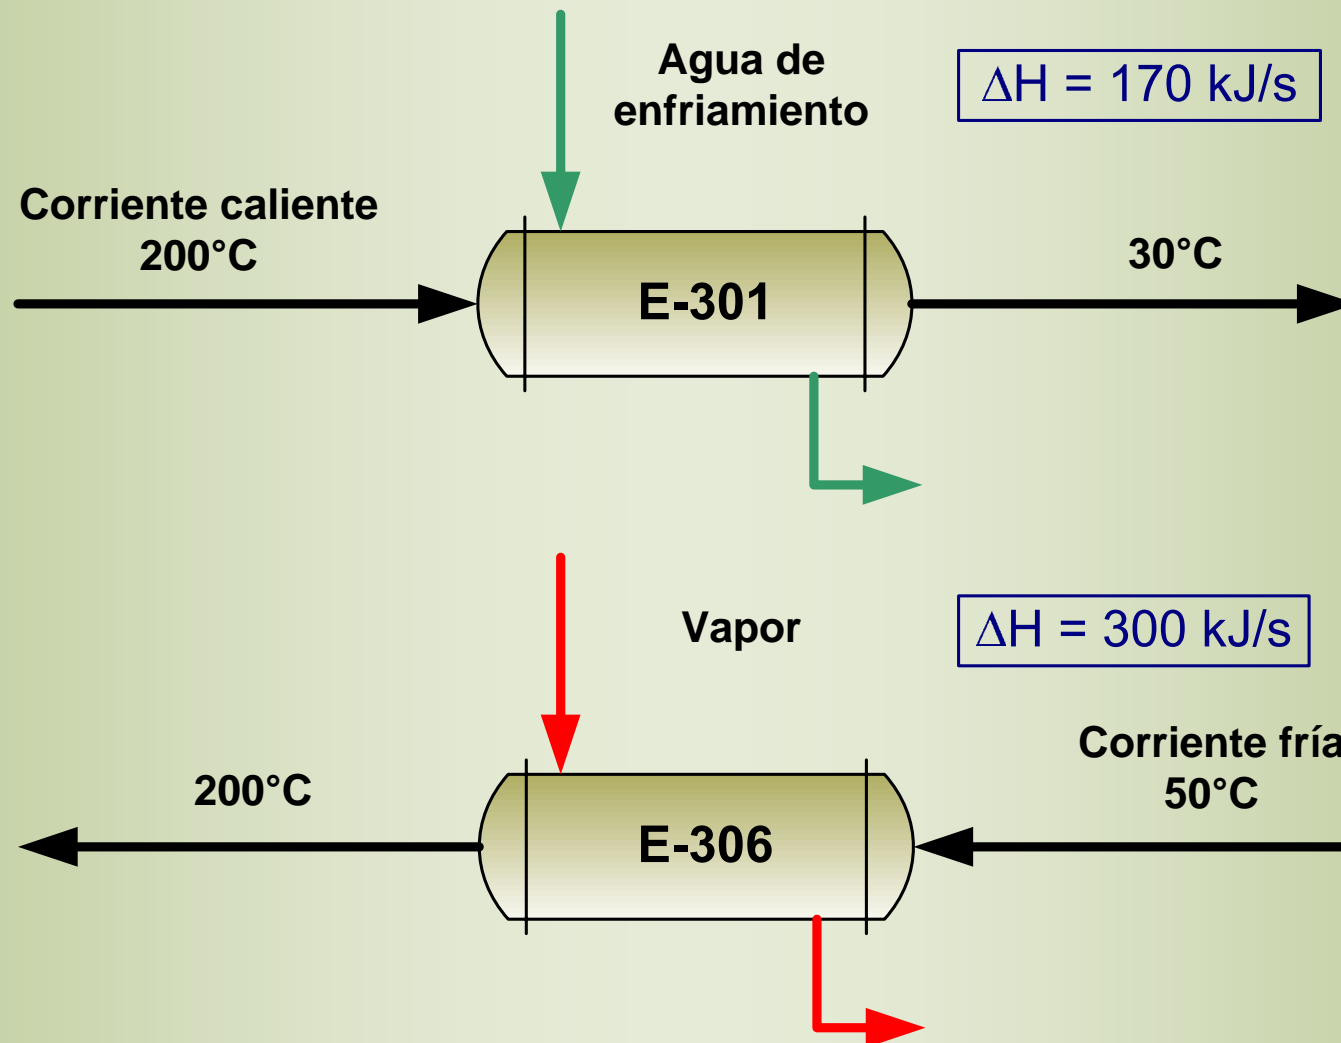 Agua de
enfriamiento
ΔH = 170 kJ/s
Corriente caliente
200°C
30°C
E-301
Vapor
ΔH = 300 kJ/s
Corriente fría
50°C
200°C
E-306